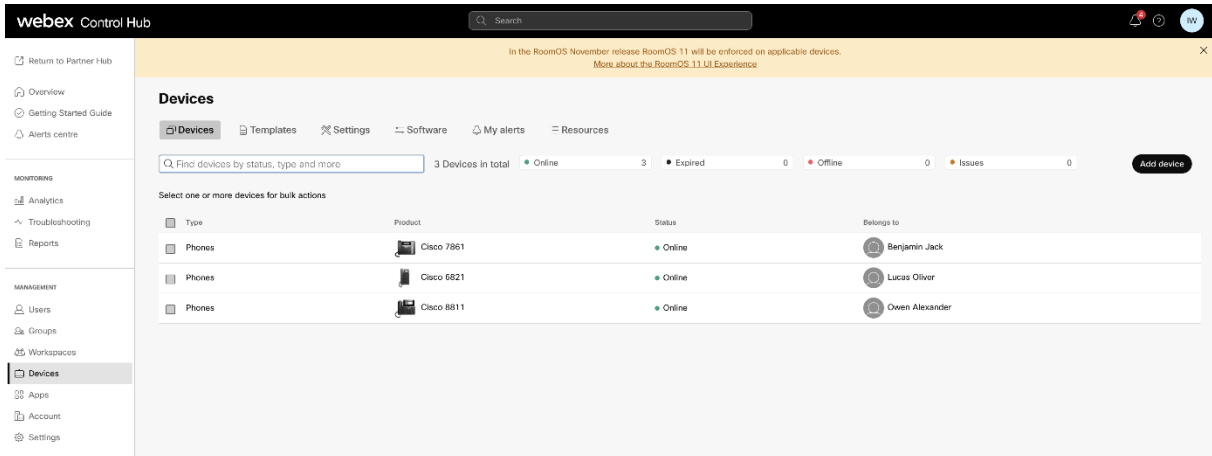 webex Control Hub
Search
4
IW
Return to Partner Hub
Overview
Getting Started Guide
Alerts centre
MONITORING
Analytics
Troubleshooting
Reports
MANAGEMENT
Users
Groups
Workspaces
Devices
Apps
Account
Settings
In the RoomOS November release RoomOS 11 will be enforced on applicable devices.
More about the RoomOS 11 UI Experience
Devices
Devices Templates Settings Software My alerts Resources
Find devices by status, type and more 3 Devices in total Online 3 Expired 0 Offline 0 Issues 0 Add device
Select one or more devices for bulk actions
Type Product Status Belongs to
Phones Cisco 7861 Online Benjamin Jack
Phones Cisco 6821 Online Lucas Oliver
Phones Cisco 8811 Online Owen Alexander